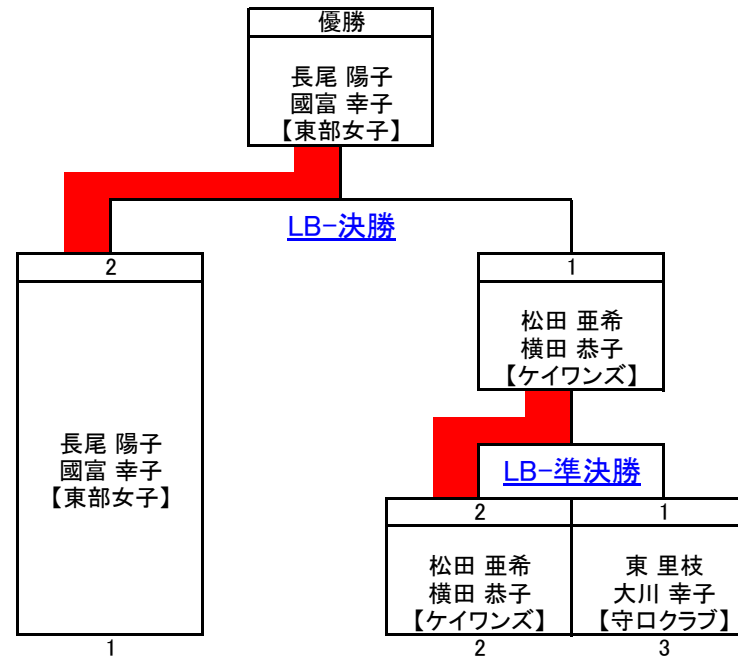 優勝
長尾 陽子
國富 幸子
【東部女子】
LB-決勝
2
長尾 陽子
國富 幸子
【東部女子】
1
1
松田 亜希
横田 恭子
【ケイワンズ】
LB-準決勝
2
松田 亜希
横田 恭子
【ケイワンズ】
2
1
東 里枝
大川 幸子
【守口クラブ】
3